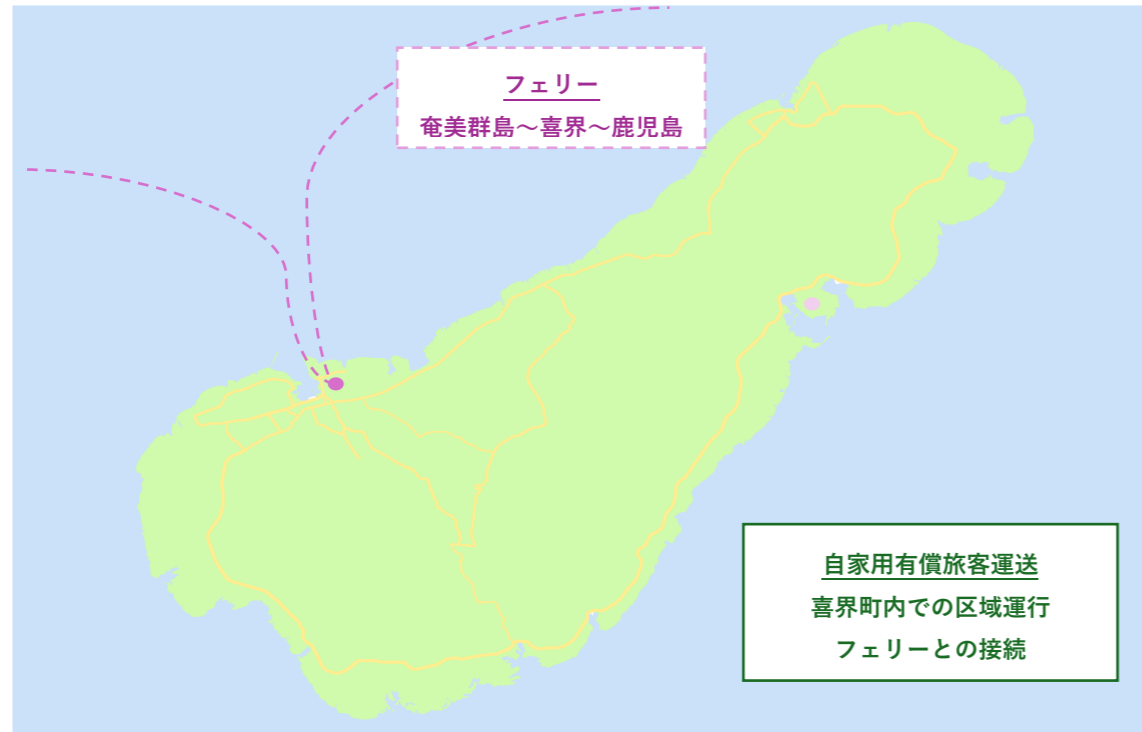 フェリー
奄美群島～喜界～鹿児島
自家用有償旅客運送
喜界町内での区域運行
フェリーとの接続